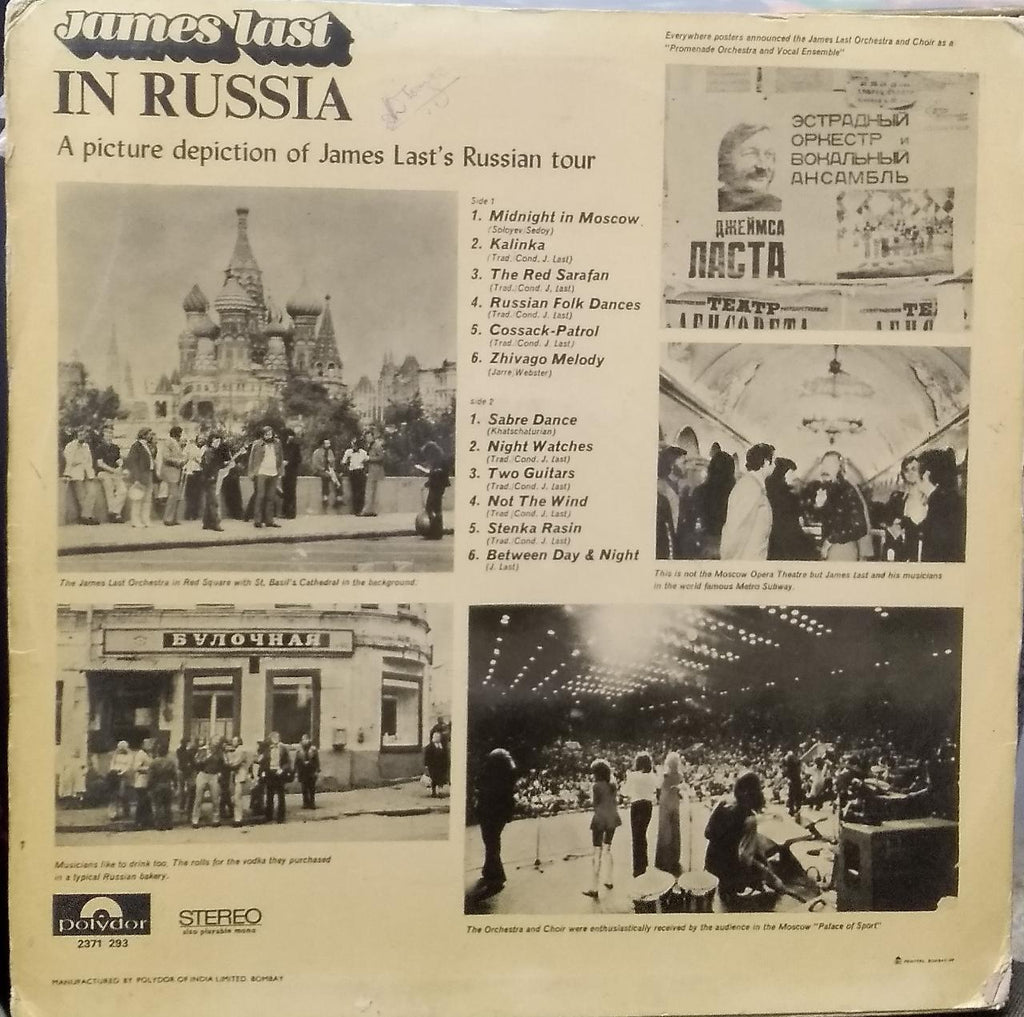 james last
IN RUSSIA
A picture depiction of James Last's Russian tour
Everywhere posters announced the James Last Orchestra and Choir as a
"Promenade Orchestra and Vocal Ensemble"
ЭСТРАДНЫЙ
ОРКЕСТР и
ВОКАЛЬНЫЙ
АНСАМБЛЬ
ДЖЕЙМСА
ЛАСТА
ТЕАТР
ТЕ
Side 1
1. Midnight in Moscow
(Solovev/Sedoy)
2. Kalinka
(Trad./Cond. J. Last)
3. The Red Sarafan
(Trad./Cond. J. Last)
4. Russian Folk Dances
(Trad./Cond. J. Last)
5. Cossack-Patrol
(Trad./Cond. J. Last)
6. Zhivago Melody
(Jarre/Webster)
side 2
1. Sabre Dance
(Khatschaturian)
2. Night Watches
(Trad./Cond. J. Last)
3. Two Guitars
(Trad./Cond. J. Last)
4. Not The Wind
(Trad./Cond. J. Last)
5. Stenka Rasin
(Trad./Cond. J. Last)
6. Between Day & Night
(J. Last)
The James Last Orchestra in Red Square with St. Basil's Cathedral in the background.
This is not the Moscow Opera Theatre but James Last and his musicians
in the world famous Metro Subway.
БУЛОЧНАЯ
Musicians like to drink too. The rolls for the vodka they purchased
in a typical Russian bakery.
The Orchestra and Choir were enthusiastically received by the audience in the Moscow "Palace of Sport"
polydor
2371 293
STEREO
also playable mono
MANUFACTURED BY POLYDOR OF INDIA LIMITED. BOMBAY